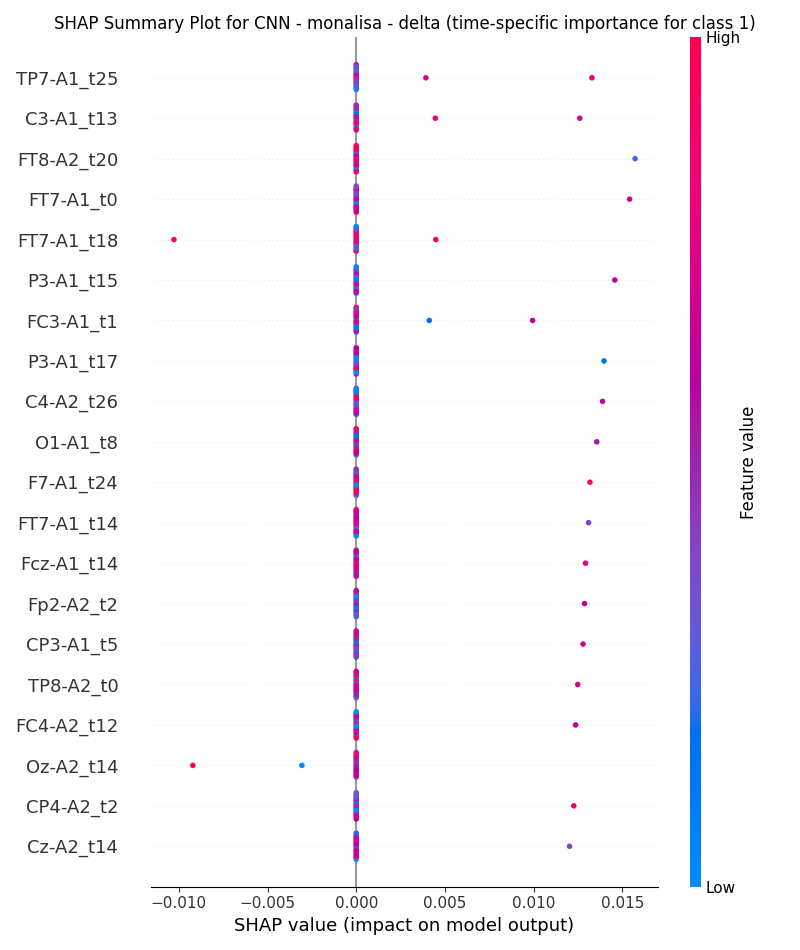 SHAP Summary Plot for CNN - monalisa - delta (time-specific importance for class 1)
High
TP7-A1_t25
C3-A1_t13
FT8-A2_t20
FT7-A1_t0
FT7-A1_t18
P3-A1_t15
FC3-A1_t1
P3-A1_t17
C4-A2_t26
O1-A1_t8
F7-A1_t24
FT7-A1_t14
Fcz-A1_t14
Fp2-A2_t2
CP3-A1_t5
TP8-A2_t0
FC4-A2_t12
Oz-A2_t14
CP4-A2_t2
Cz-A2_t14
Feature value
Low
−0.010 −0.005 0.000 0.005 0.010 0.015
SHAP value (impact on model output)